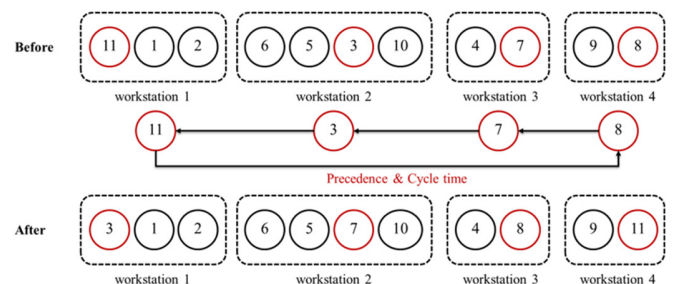 Before 11 1 2 6 5 3 10 4 7 9 8
workstation 1 workstation 2 workstation 3 workstation 4
11 3 7 8
Precedence & Cycle time
After 3 1 2 6 5 7 10 4 8 9 11
workstation 1 workstation 2 workstation 3 workstation 4